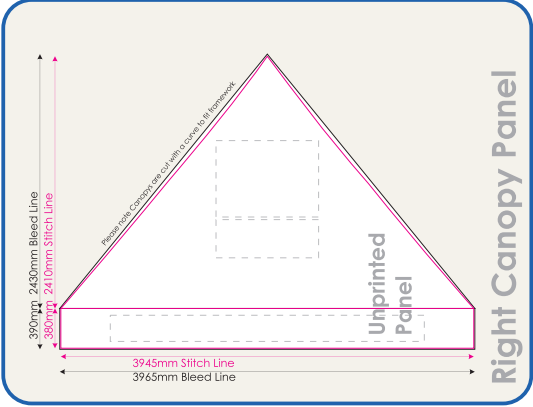 Please note Canopys are cut with a curve to fit framework
390mm 2430mm Bleed Line
380mm 2410mm Stitch Line
Unprinted
Panel
Right Canopy Panel
3945mm Stitch Line
3965mm Bleed Line